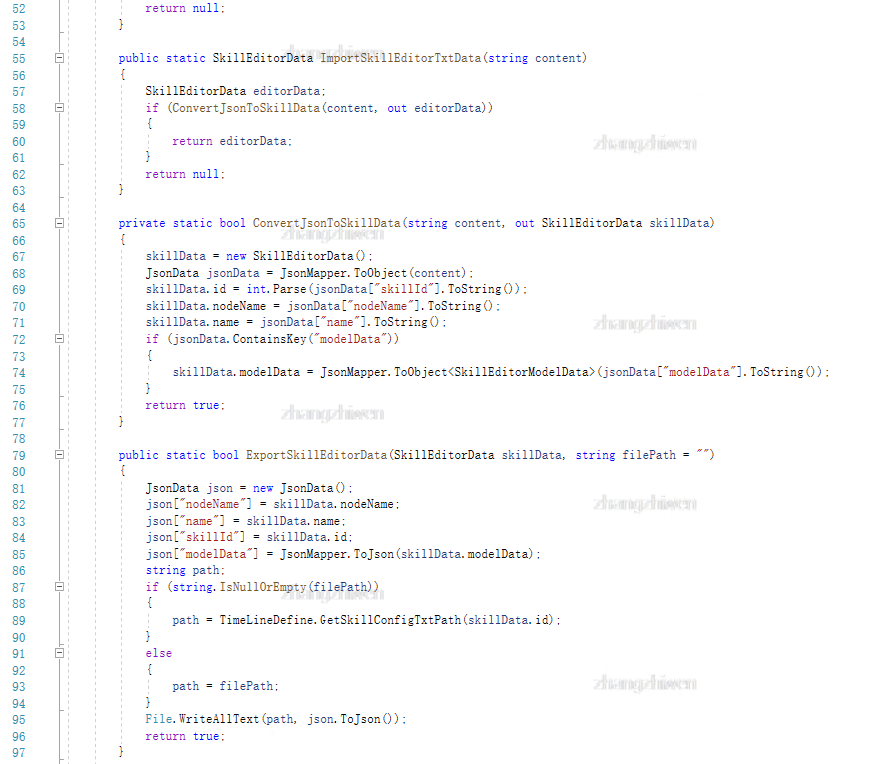 52 return null;
53 }
54
55 public static SkillEditorData ImportSkillEditorTxtData(string content)
56 {
57 SkillEditorData editorData;
58 if (ConvertJsonToSkillData(content, out editorData))
59 {
60 return editorData;
61 }
62 return null;
63 }
64
65 private static bool ConvertJsonToSkillData(string content, out SkillEditorData skillData)
66 {
67 skillData = new SkillEditorData();
68 JsonData jsonData = JsonMapper.ToObject(content);
69 skillData.id = int.Parse(jsonData["skillId"].ToString());
70 skillData.nodeName = jsonData["nodeName"].ToString();
71 skillData.name = jsonData["name"].ToString();
72 if (jsonData.ContainsKey("modelData"))
73 {
74 skillData.modelData = JsonMapper.ToObject<SkillEditorModelData>(jsonData["modelData"].ToString());
75 }
76 return true;
77 }
78
79 public static bool ExportSkillEditorData(SkillEditorData skillData, string filePath = "")
80 {
81 JsonData json = new JsonData();
82 json["nodeName"] = skillData.nodeName;
83 json["name"] = skillData.name;
84 json["skillId"] = skillData.id;
85 json["modelData"] = JsonMapper.ToJson(skillData.modelData);
86 string path;
87 if (string.IsNullOrEmpty(filePath))
88 {
89 path = TimeLineDefine.GetSkillConfigTxtPath(skillData.id);
90 }
91 else
92 {
93 path = filePath;
94 }
95 File.WriteAllText(path, json.ToJson());
96 return true;
97 }